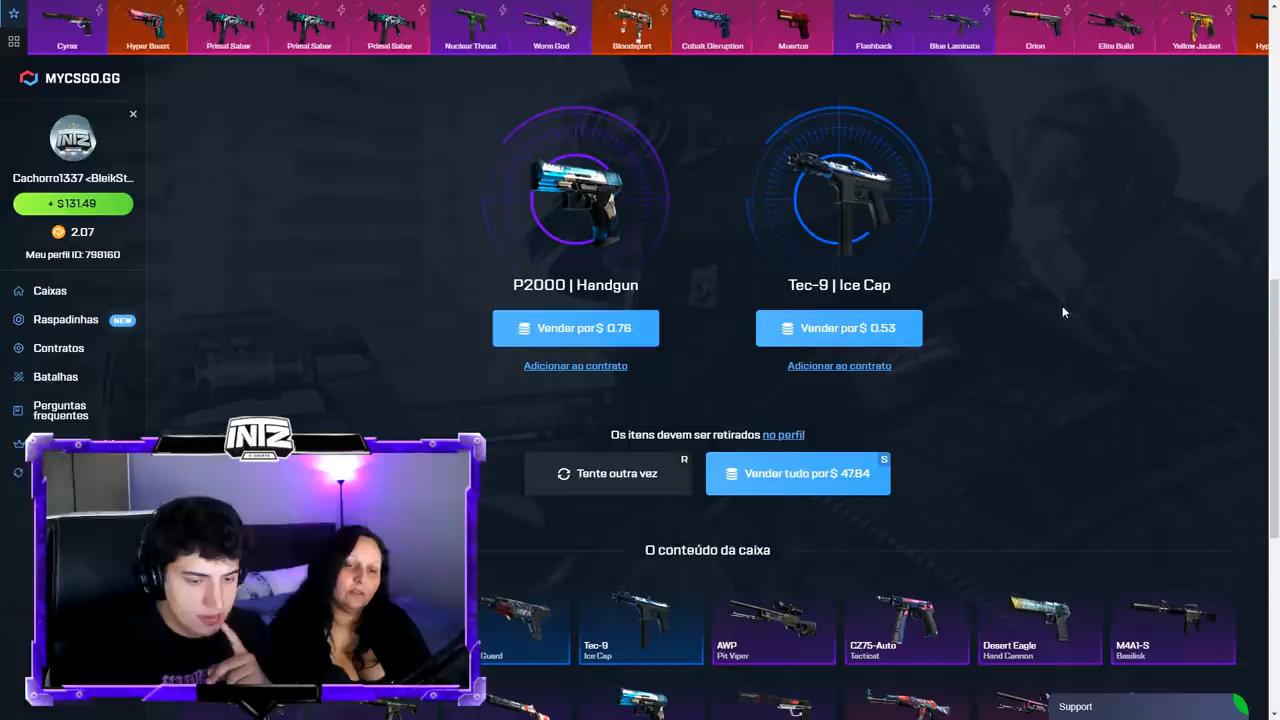 Cyrax
Hyper Beast
Primal Saber
Primal Saber
Primal Saber
Nuclear Threat
Worm God
Bloodsport
Cobalt Disruption
Muertos
Flashback
Blue Laminate
Orion
Elite Build
Yellow Jacket
MYCSGO.GG
Cachorro1337 <BleikSt...
+ $131.49
2.07
Meu perfil ID: 798160
Caixas
Raspadinhas NEW
Contratos
Batalhas
Perguntas
frequentes
P2000 | Handgun
Vender por $ 0.76
Adicionar ao contrato
Tec-9 | Ice Cap
Vender por $ 0.53
Adicionar ao contrato
Os itens devem ser retirados no perfil
Tente outra vez R
Vender tudo por $ 47.84 S
O conteúdo da caixa
Guard
Tec-9
Ice Cap
AWP
Pit Viper
CZ75-Auto
Tacticat
Desert Eagle
Hand Cannon
M4A1-S
Basilisk
INTZ
Support